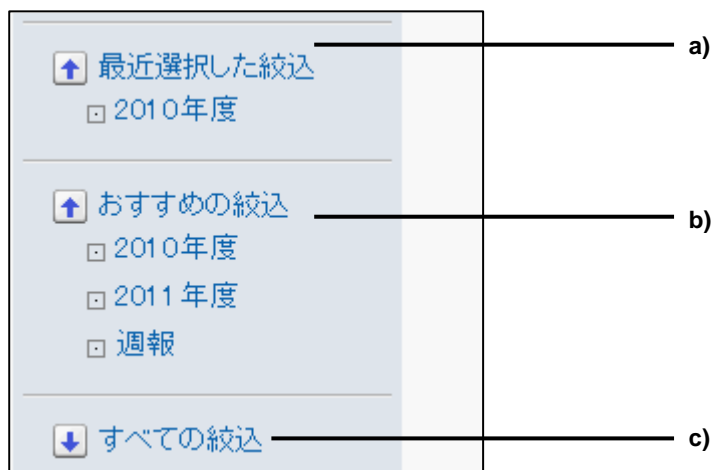 最近選択した絞込
a)
2010年度
おすすめの絞込
b)
2010年度
2011年度
週報
すべての絞込
c)